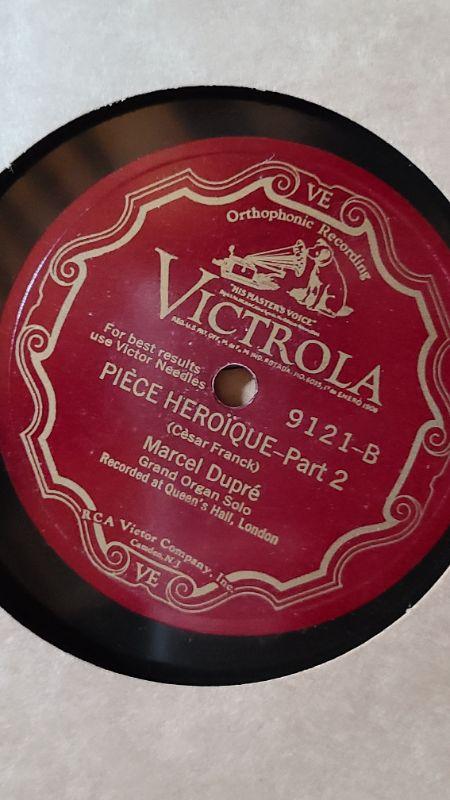 VE
Orthophonic Recording
"HIS MASTER'S VOICE"
VICTROLA
For best results
use Victor Needles
9121-B
PIÈCE HEROÏQUE-Part 2
(César Franck)
Marcel Dupré
Grand Organ Solo
Recorded at Queen's Hall, London
RCA Victor Company, Inc.
Camden, N.J.
VE